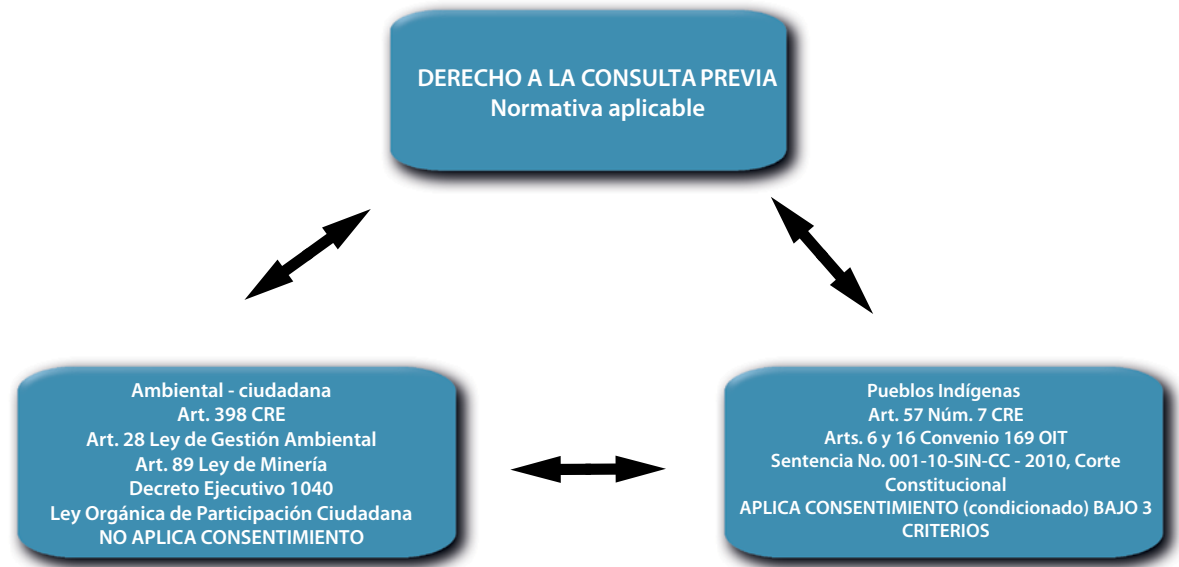 DERECHO A LA CONSULTA PREVIA
Normativa aplicable
Ambiental - ciudadana
Art. 398 CRE
Art. 28 Ley de Gestión Ambiental
Art. 89 Ley de Minería
Decreto Ejecutivo 1040
Ley Orgánica de Participación Ciudadana
NO APLICA CONSENTIMIENTO
Pueblos Indígenas
Art. 57 Núm. 7 CRE
Arts. 6 y 16 Convenio 169 OIT
Sentencia No. 001-10-SIN-CC - 2010, Corte
Constitucional
APLICA CONSENTIMIENTO (condicionado) BAJO 3
CRITERIOS